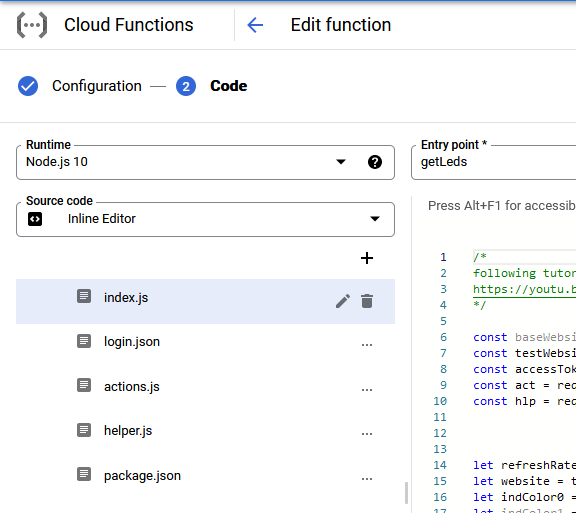 Cloud Functions
Edit function
Configuration
2
Code
Runtime
Node.js 10
Source code
Inline Editor
index.js
login.json
actions.js
helper.js
package.json
Entry point *
getLeds
Press Alt+F1 for accessib
1 /*
2 following tutor
3 https://youtu.b
4 */
5
6 const baseWebsi
7 const testWebsi
8 const accessTok
9 const act = rec
10 const hlp = rec
11
12
13
14 let refreshRate
15 let website = t
16 let indColor0 =
17 let indColor1 =